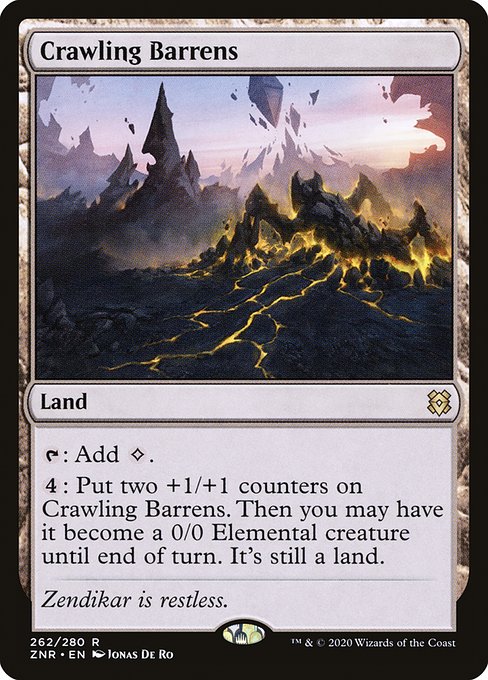 Crawling Barrens
Land
: Add .
4 : Put two +1/+1 counters on
Crawling Barrens. Then you may have
it become a 0/0 Elemental creature
until end of turn. It's still a land.
Zendikar is restless.
262/280 R
ZNR • EN Jonas De Ro
™ & © 2020 Wizards of the Coast